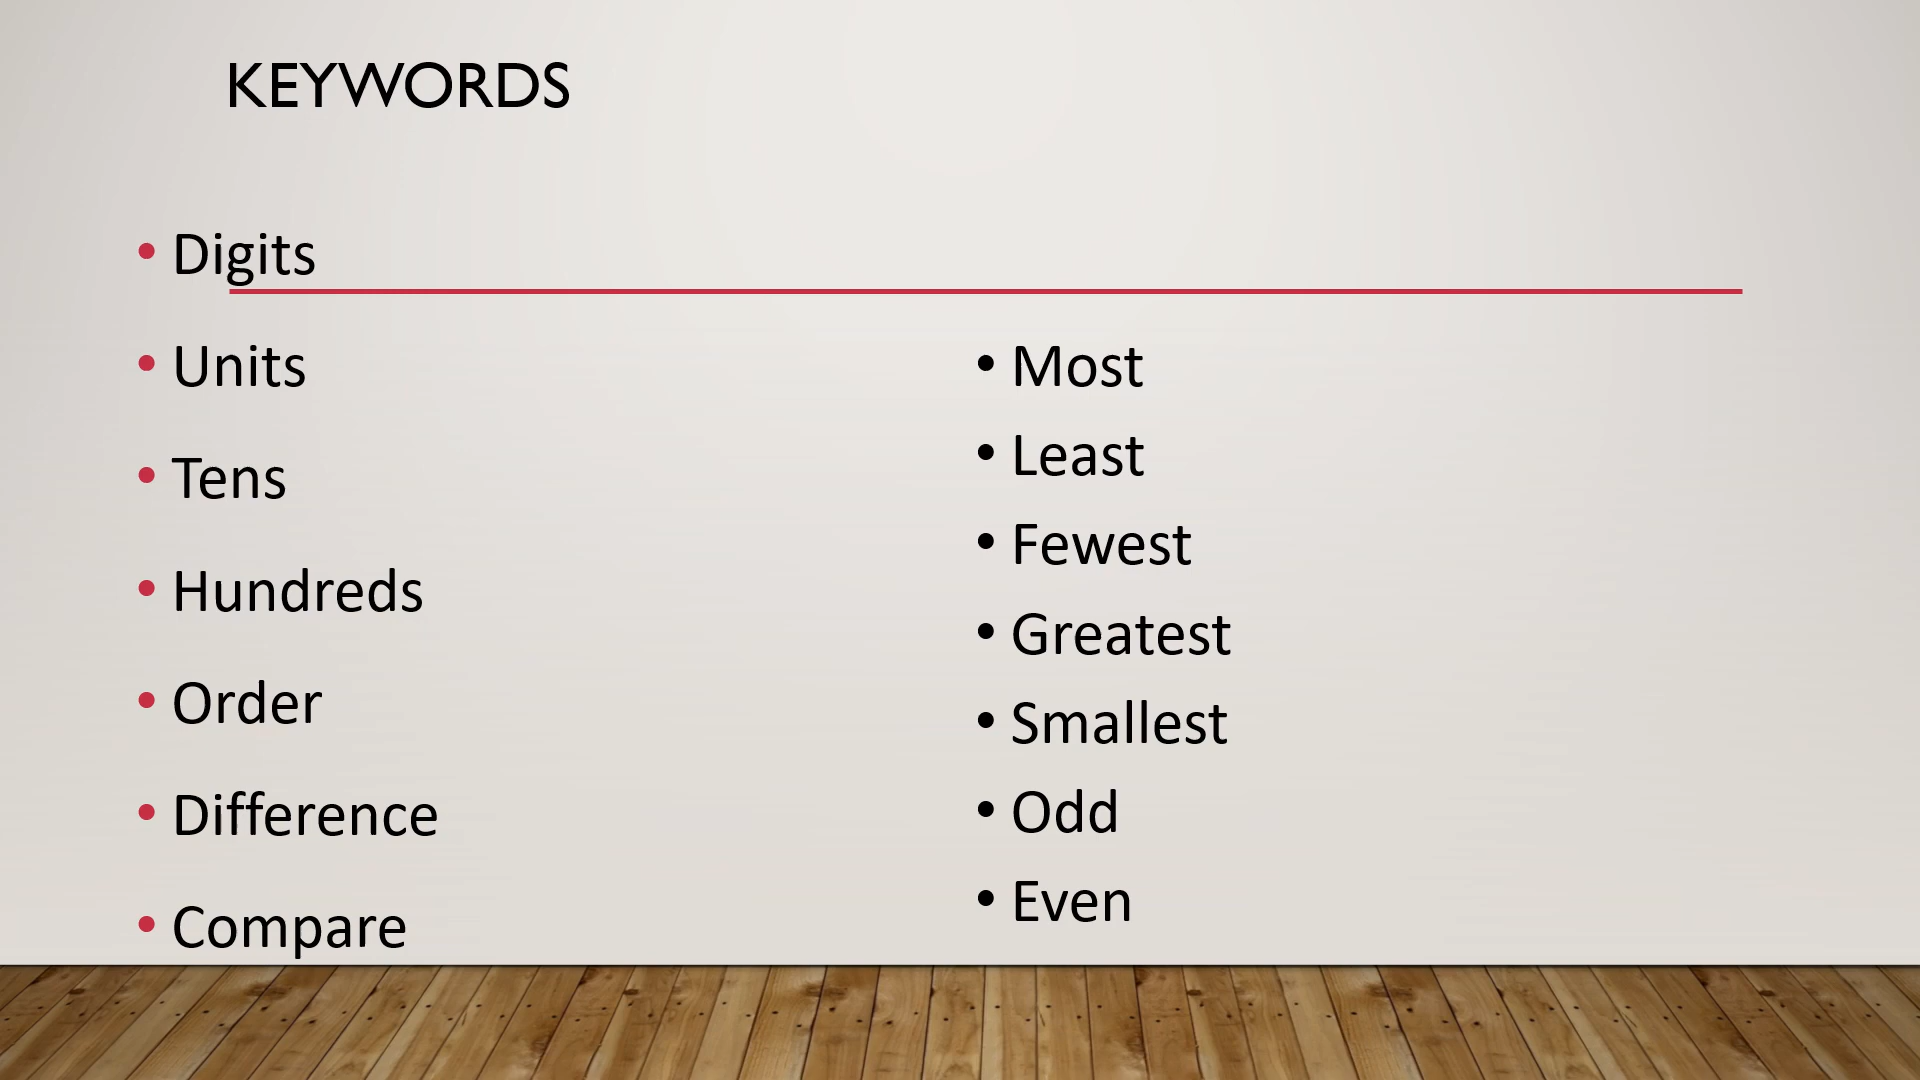 KEYWORDS
• Digits
• Units
• Tens
• Hundreds
• Order
• Difference
• Compare
• Most
• Least
• Fewest
• Greatest
• Smallest
• Odd
• Even